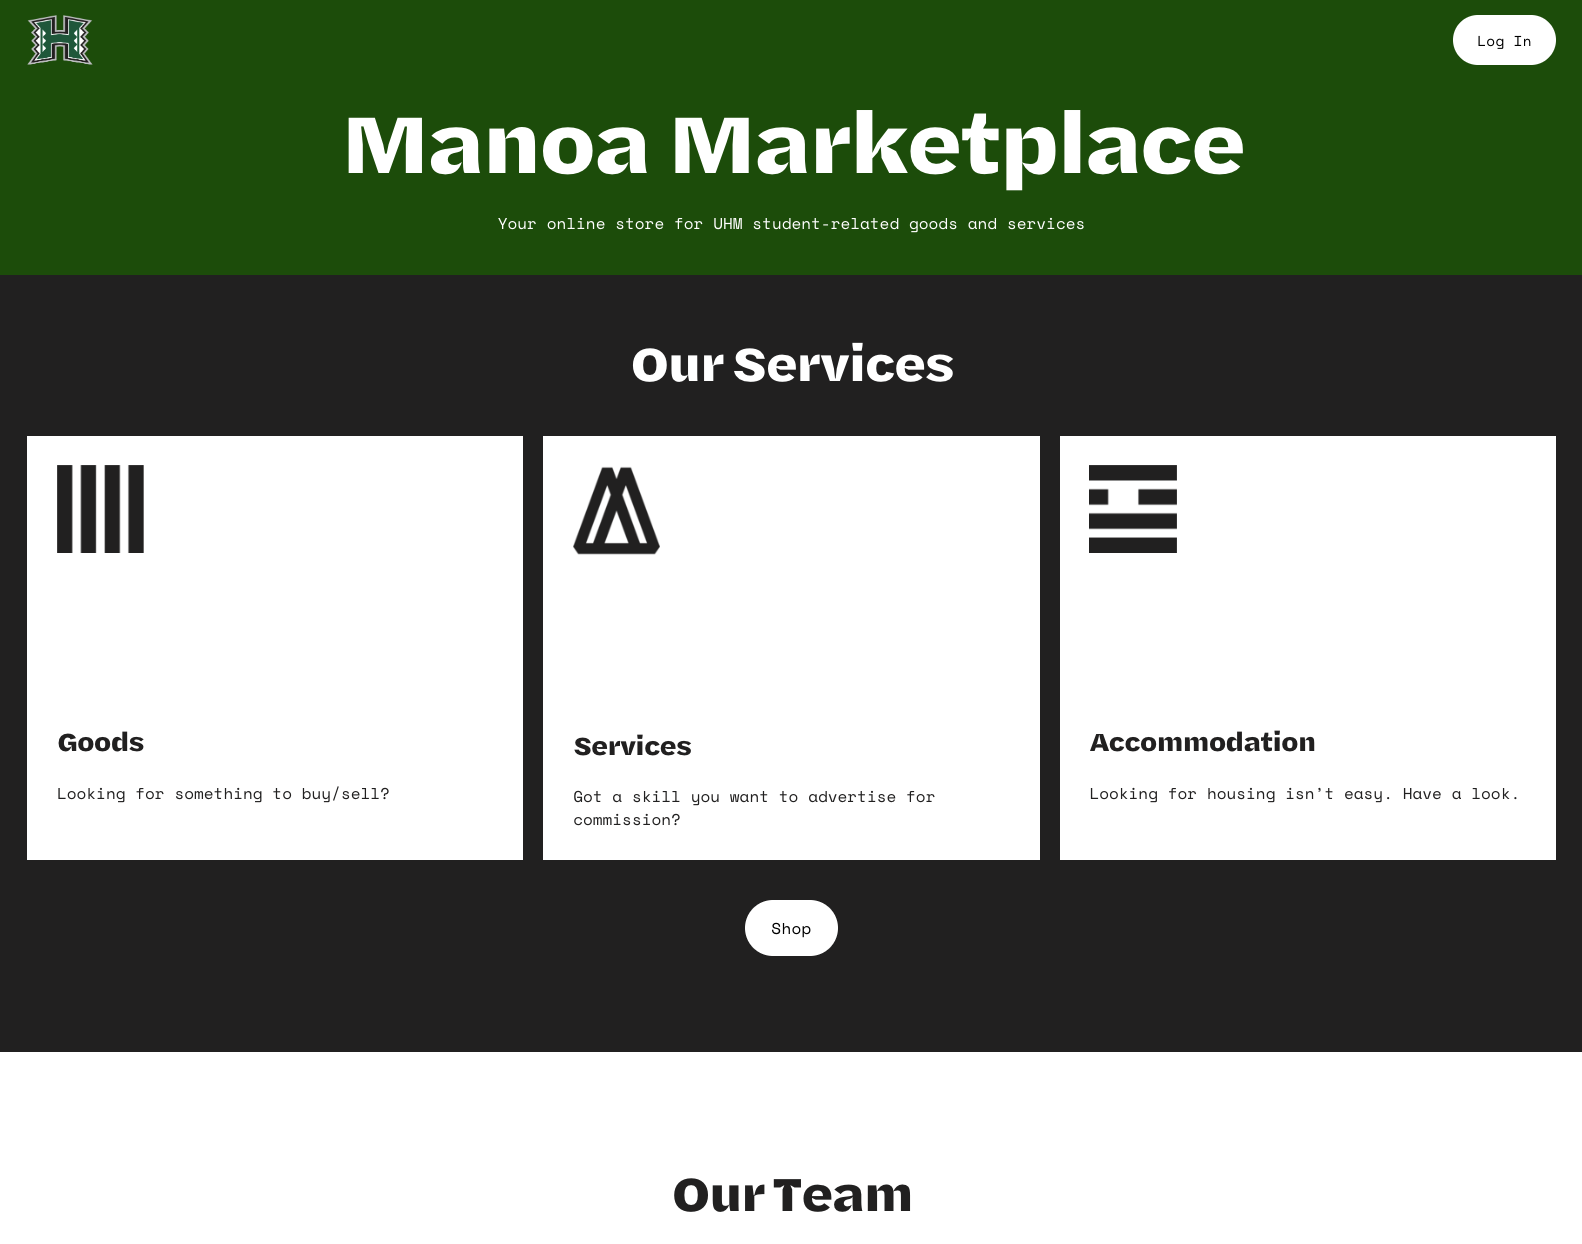 H
Log In
Manoa Marketplace
Your online store for UHM student-related goods and services
Our Services
Goods
Looking for something to buy/sell?
Services
Got a skill you want to advertise for
commission?
Accommodation
Looking for housing isn’t easy. Have a look.
Shop
Our Team